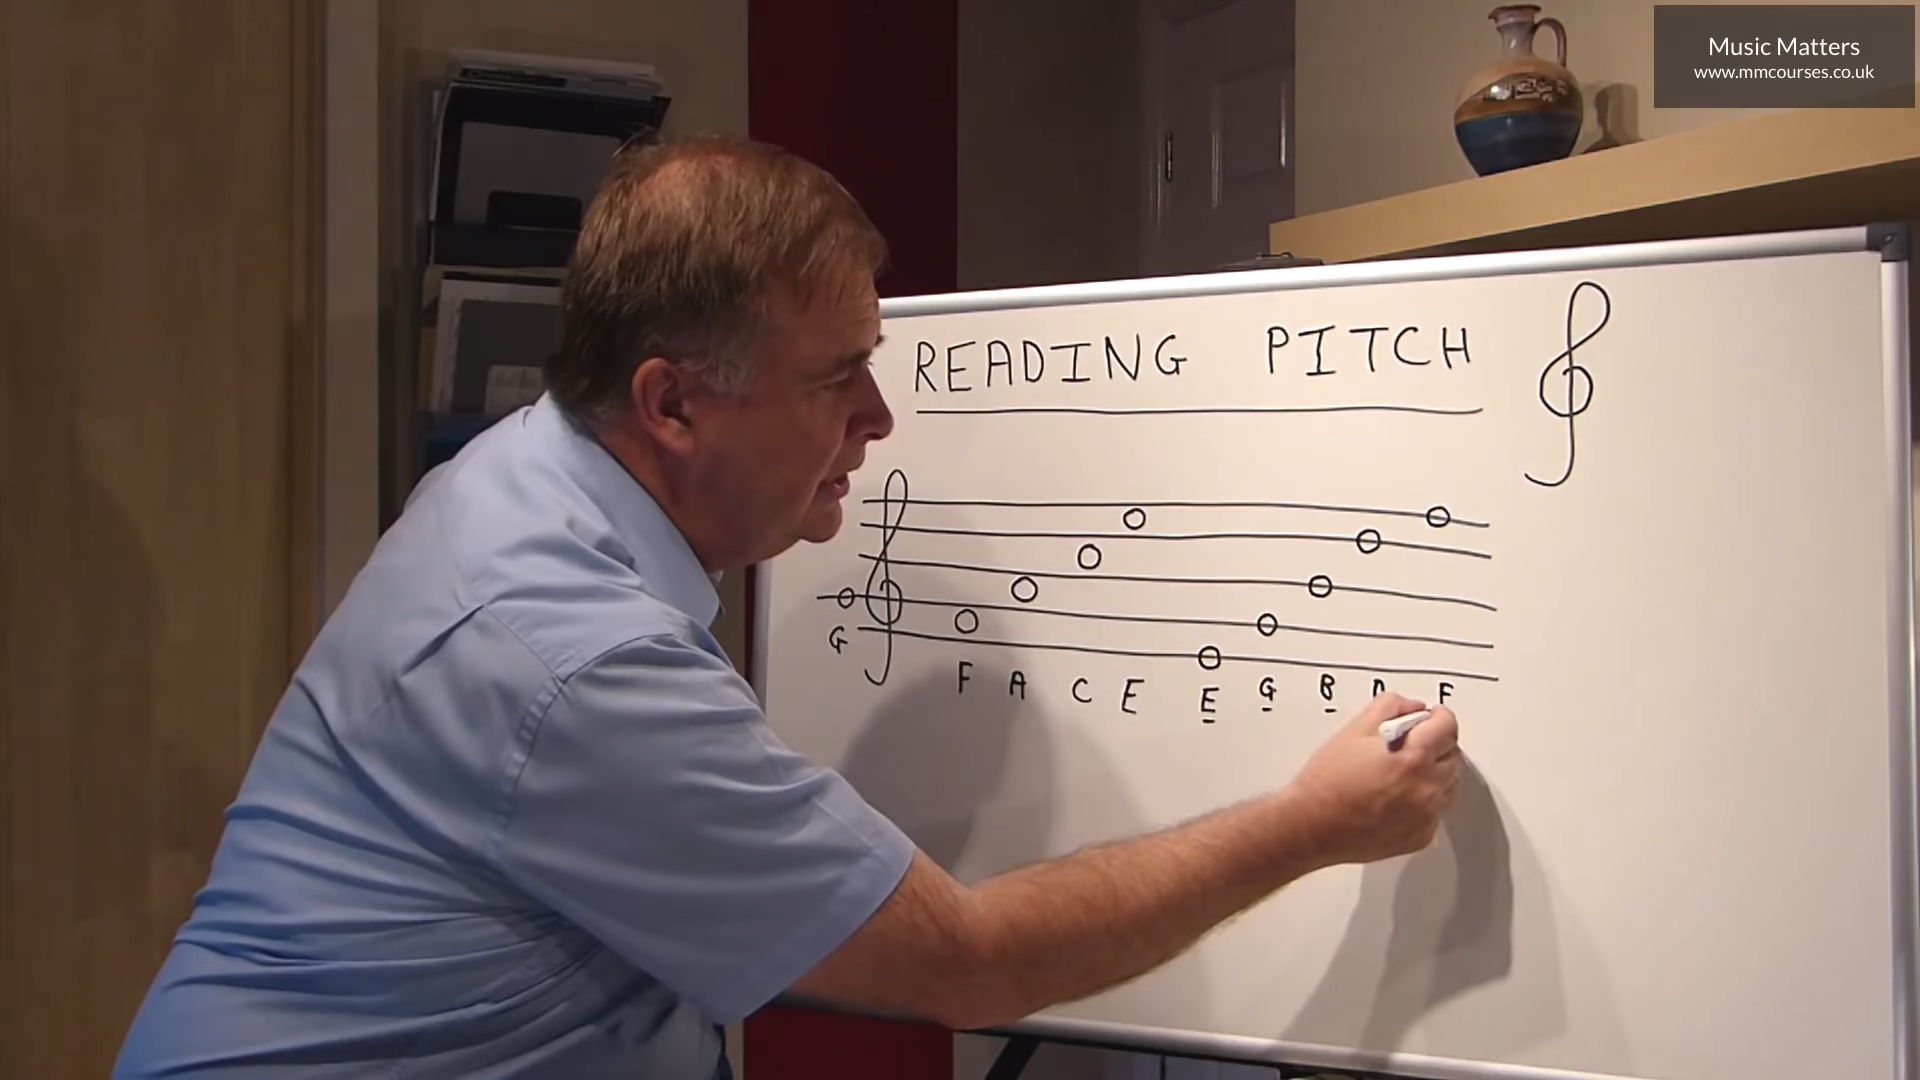 Music Matters
www.mmcourses.co.uk
READING PITCH
G
F A C E E G B D F